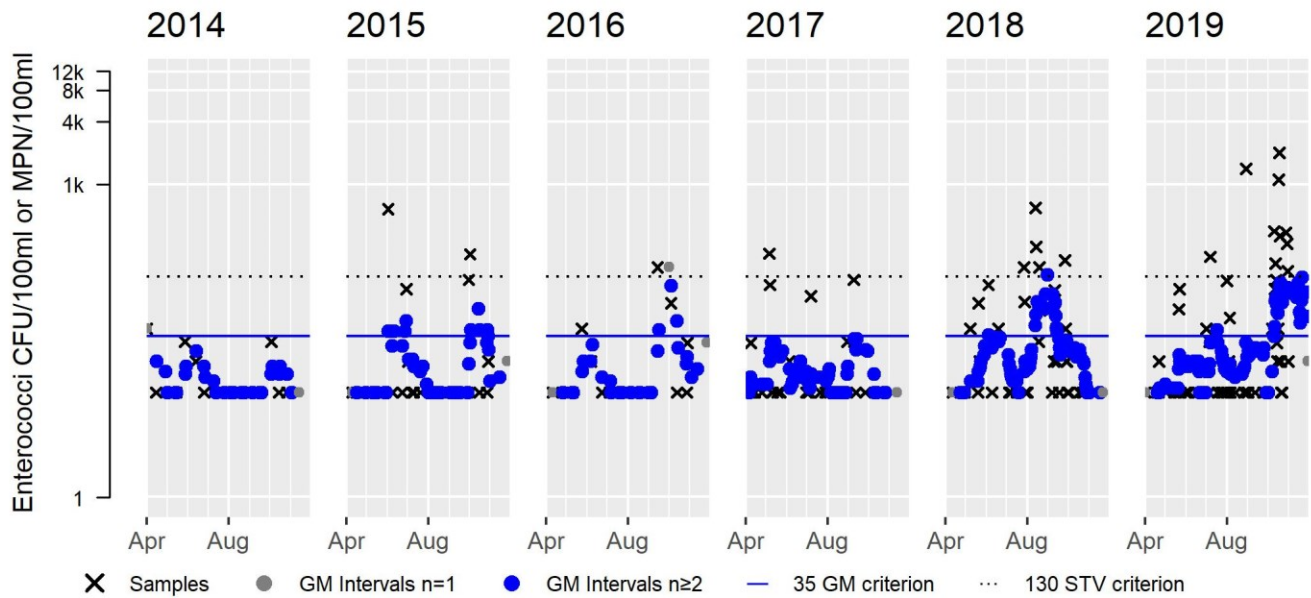 2014 2015 2016 2017 2018 2019
Enterococci CFU/100ml or MPN/100ml
12k
8k
4k
1k
1
Apr Aug Apr Aug Apr Aug Apr Aug Apr Aug Apr Aug
Samples GM Intervals n=1 GM Intervals n≥2 35 GM criterion 130 STV criterion